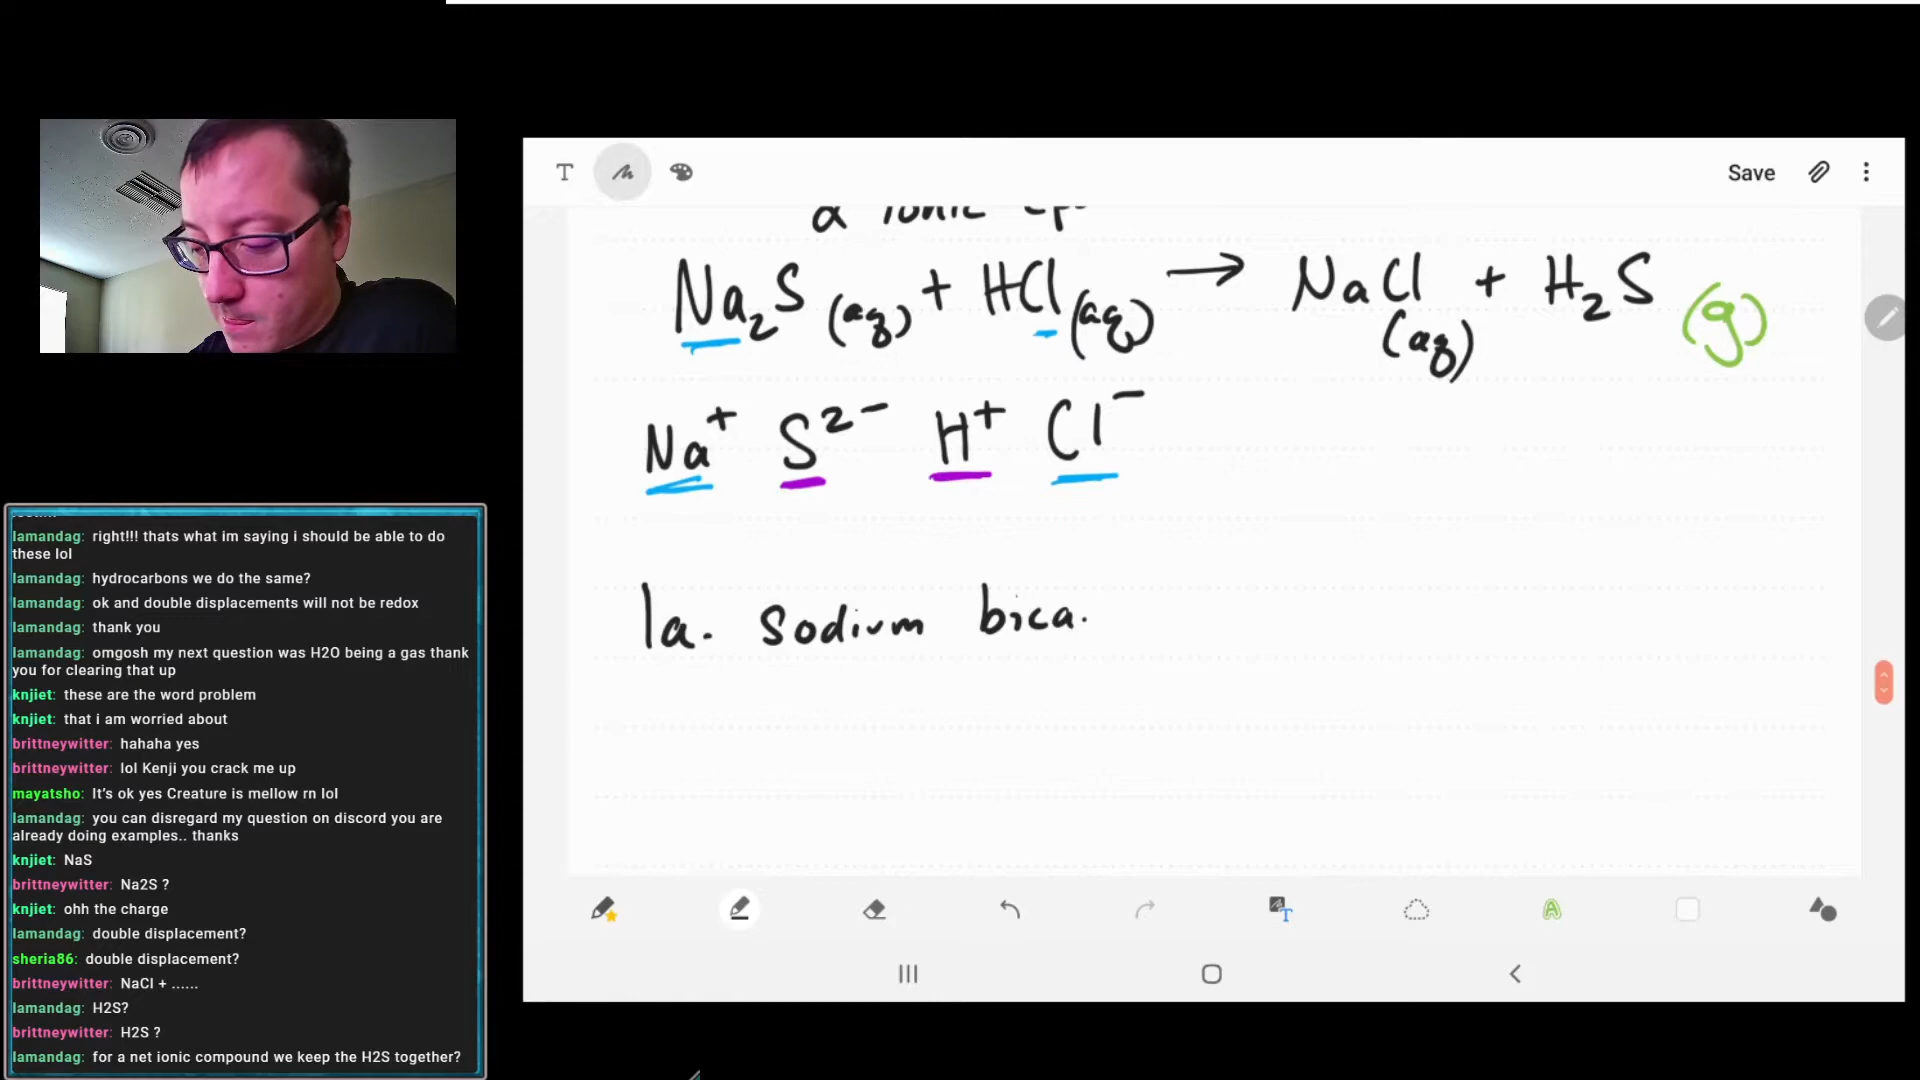 T Save
α ionic
Na₂S (aq) + HCl (aq) → NaCl (aq) + H₂S (g)
Na⁺ S²⁻ H⁺ Cl⁻
1a. Sodium bica.
lamandag: right!!! thats what im saying i should be able to do
these lol
lamandag: hydrocarbons we do the same?
lamandag: ok and double displacements will not be redox
lamandag: thank you
lamandag: omgosh my next question was H2O being a gas thank
you for clearing that up
knjiet: these are the word problem
knjiet: that i am worried about
brittneywitter: hahaha yes
brittneywitter: lol Kenji you crack me up
mayatsho: It’s ok yes Creature is mellow rn lol
lamandag: you can disregard my question on discord you are
already doing examples.. thanks
knjiet: NaS
brittneywitter: Na2S ?
knjiet: ohh the charge
lamandag: double displacement?
sheria86: double displacement?
brittneywitter: NaCl + ......
lamandag: H2S?
brittneywitter: H2S ?
lamandag: for a net ionic compound we keep the H2S together?